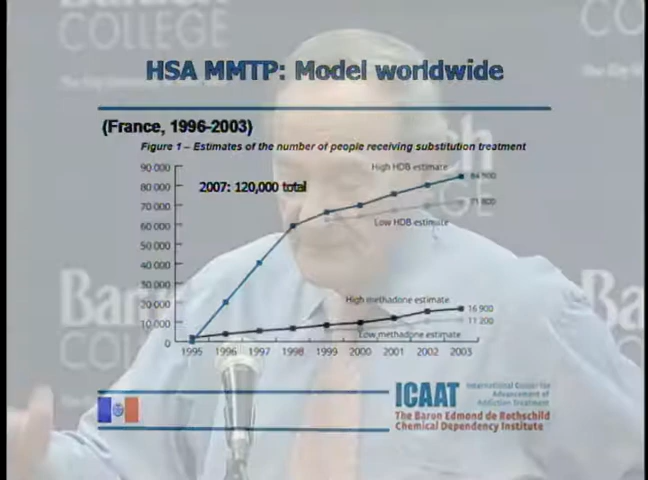 COLLEGE
HSA MMTP: Model worldwide
(France, 1996-2003)
Figure 1 – Estimates of the number of people receiving substitution treatment
90 000
80 000
70 000
60 000
50 000
40 000
30 000
20 000
10,000
0
2007: 120,000 total
High HDB estimate
84 500
71 800
Low HDB estimate
High methadone estimate
16 900
11 200
Low methadone estimate
1995 1996 1997 1998 1999 2000 2001 2002 2003
ICAAT
International Center for
Advancement of
Addiction Treatment
The Baron Edmond de Rothschild
Chemical Dependency Institute